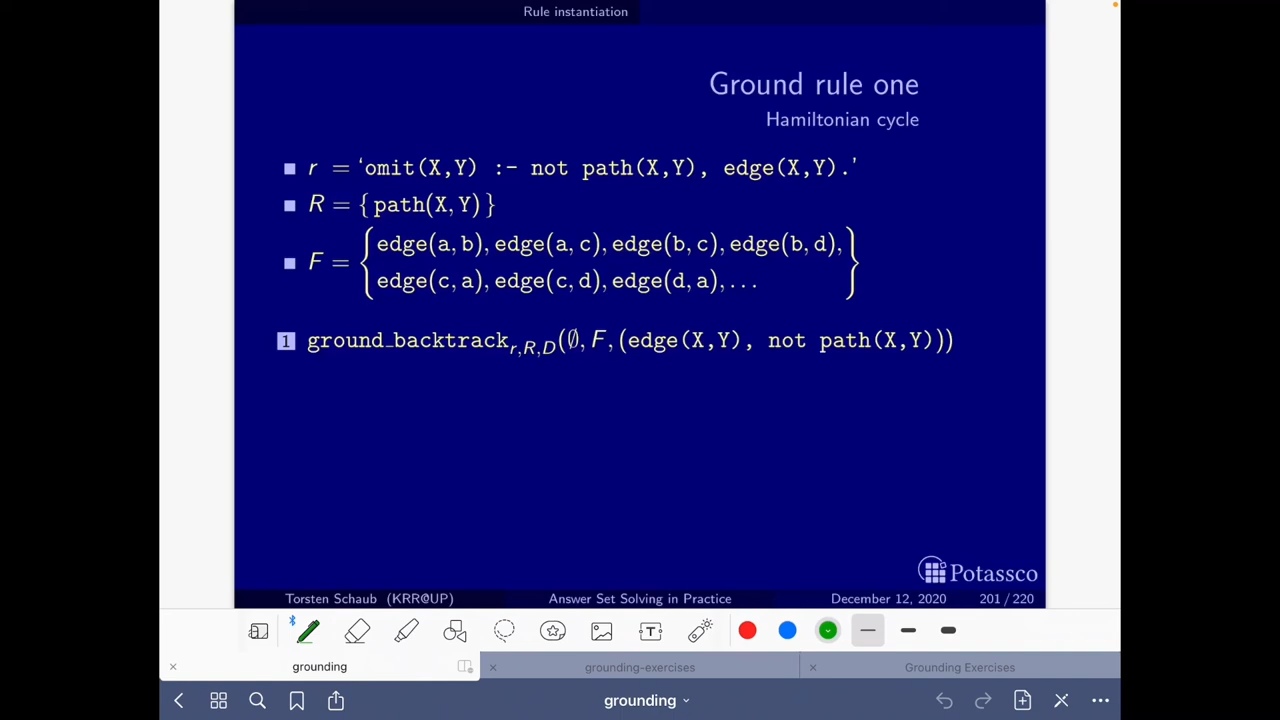 Rule instantiation
Ground rule one
Hamiltonian cycle
r = ‘omit(X,Y) :- not path(X,Y), edge(X,Y).’
R = {path(X,Y)}
F = { edge(a,b), edge(a,c), edge(b,c), edge(b,d),
edge(c,a), edge(c,d), edge(d,a), ... }
1 ground_backtrack r,R,D (∅, F, (edge(X,Y), not path(X,Y)))
Potassco
Torsten Schaub (KRR@UP) Answer Set Solving in Practice December 12, 2020 201 / 220
T
× grounding × grounding-exercises × Grounding Exercises
grounding